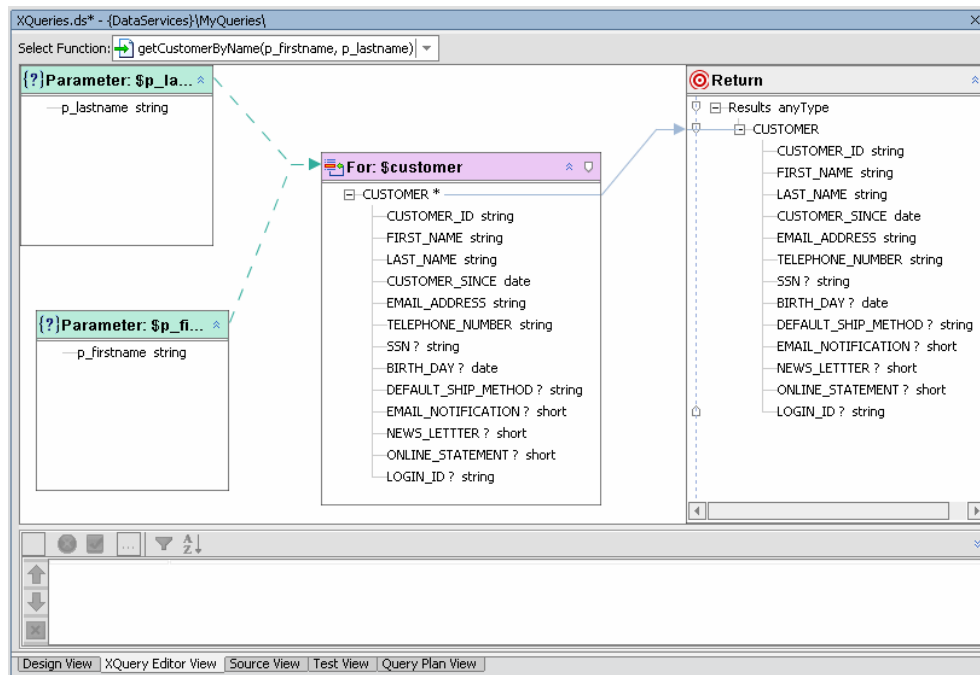 XQueries.ds* - {DataServices}\MyQueries\
Select Function: getCustomerByName(p_firstname, p_lastname)
{?}Parameter: $p_la...
p_lastname string
{?}Parameter: $p_fi...
p_firstname string
For: $customer
CUSTOMER *
CUSTOMER_ID string
FIRST_NAME string
LAST_NAME string
CUSTOMER_SINCE date
EMAIL_ADDRESS string
TELEPHONE_NUMBER string
SSN ? string
BIRTH_DAY ? date
DEFAULT_SHIP_METHOD ? string
EMAIL_NOTIFICATION ? short
NEWS_LETTTER ? short
ONLINE_STATEMENT ? short
LOGIN_ID ? string
Return
Results anyType
CUSTOMER
CUSTOMER_ID string
FIRST_NAME string
LAST_NAME string
CUSTOMER_SINCE date
EMAIL_ADDRESS string
TELEPHONE_NUMBER string
SSN ? string
BIRTH_DAY ? date
DEFAULT_SHIP_METHOD ? string
EMAIL_NOTIFICATION ? short
NEWS_LETTTER ? short
ONLINE_STATEMENT ? short
LOGIN_ID ? string
... A Z
Design View XQuery Editor View Source View Test View Query Plan View